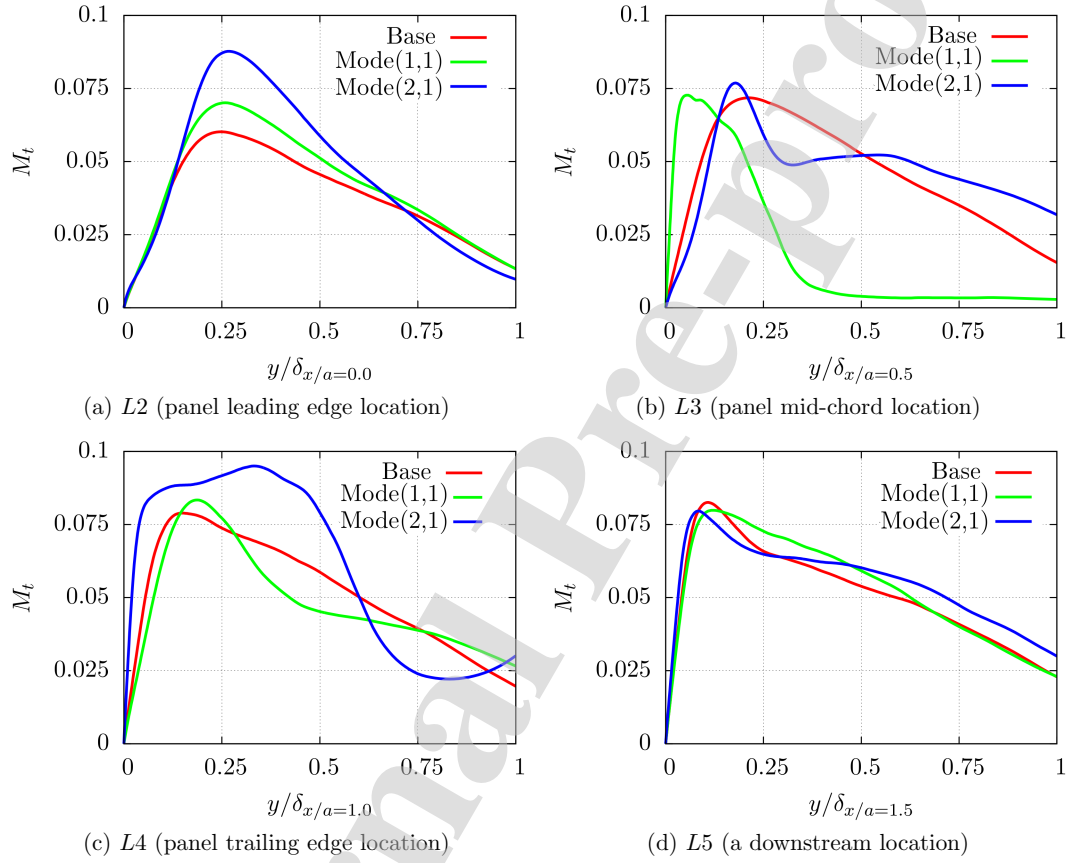 0.1
0.075
0.05
0.025
0
M_t
Base
Mode(1,1)
Mode(2,1)
0 0.25 0.5 0.75 1
y/δ_{x/a=0.0}
(a) L2 (panel leading edge location)
0.1
0.075
0.05
0.025
0
M_t
Base
Mode(1,1)
Mode(2,1)
0 0.25 0.5 0.75 1
y/δ_{x/a=0.5}
(b) L3 (panel mid-chord location)
0.1
0.075
0.05
0.025
0
M_t
Base
Mode(1,1)
Mode(2,1)
0 0.25 0.5 0.75 1
y/δ_{x/a=1.0}
(c) L4 (panel trailing edge location)
0.1
0.075
0.05
0.025
0
M_t
Base
Mode(1,1)
Mode(2,1)
0 0.25 0.5 0.75 1
y/δ_{x/a=1.5}
(d) L5 (a downstream location)
nal Pre-pro